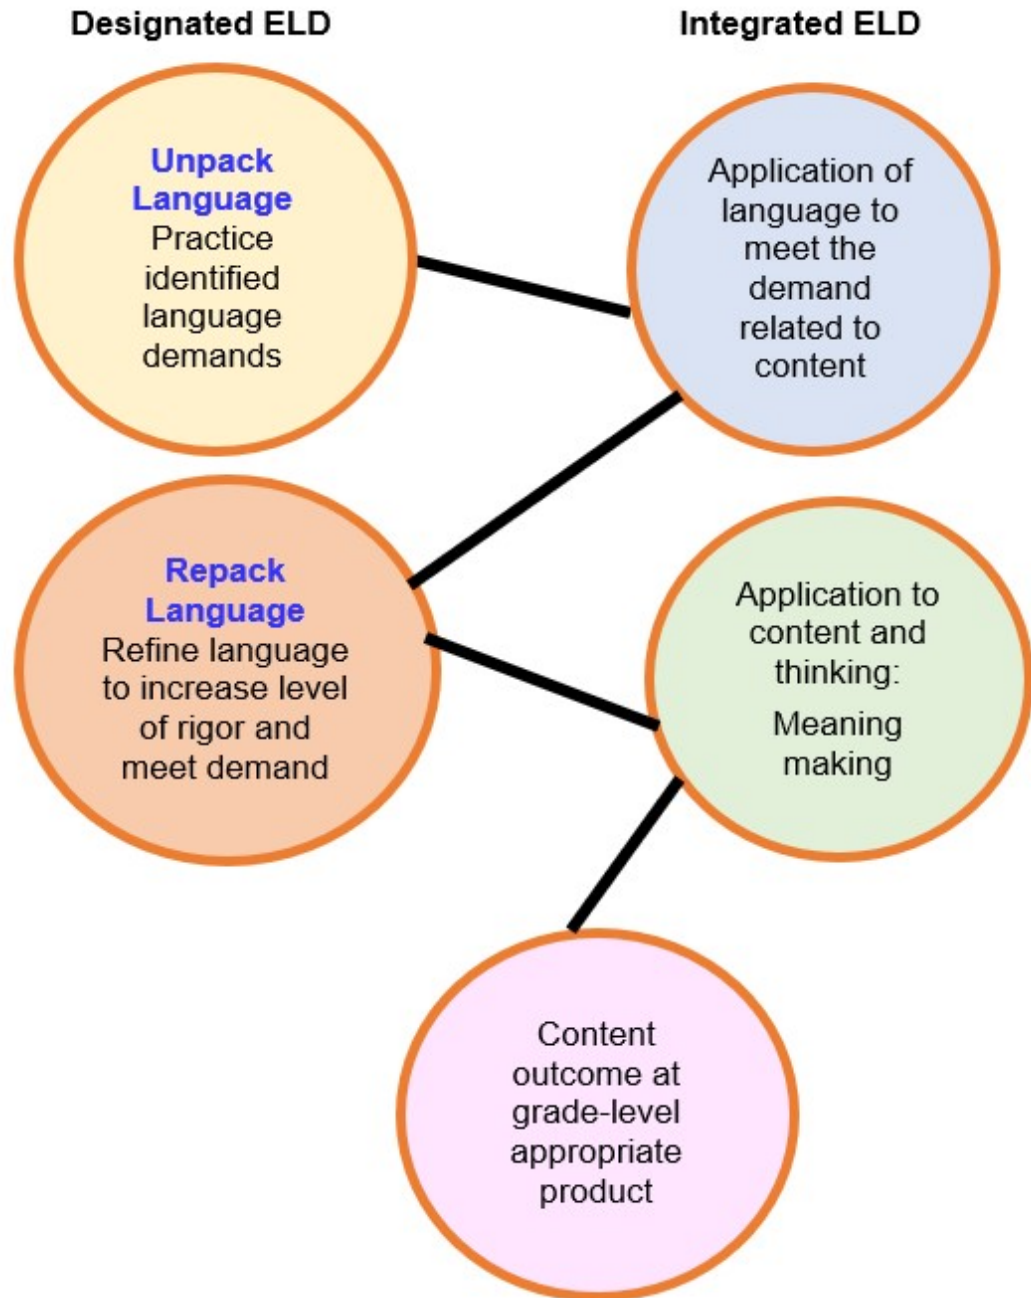 Designated ELD
Integrated ELD
Unpack
Language
Practice
identified
language
demands
Application of
language to
meet the
demand
related to
content
Repack
Language
Refine language
to increase level
of rigor and
meet demand
Application to
content and
thinking:
Meaning
making
Content
outcome at
grade-level
appropriate
product